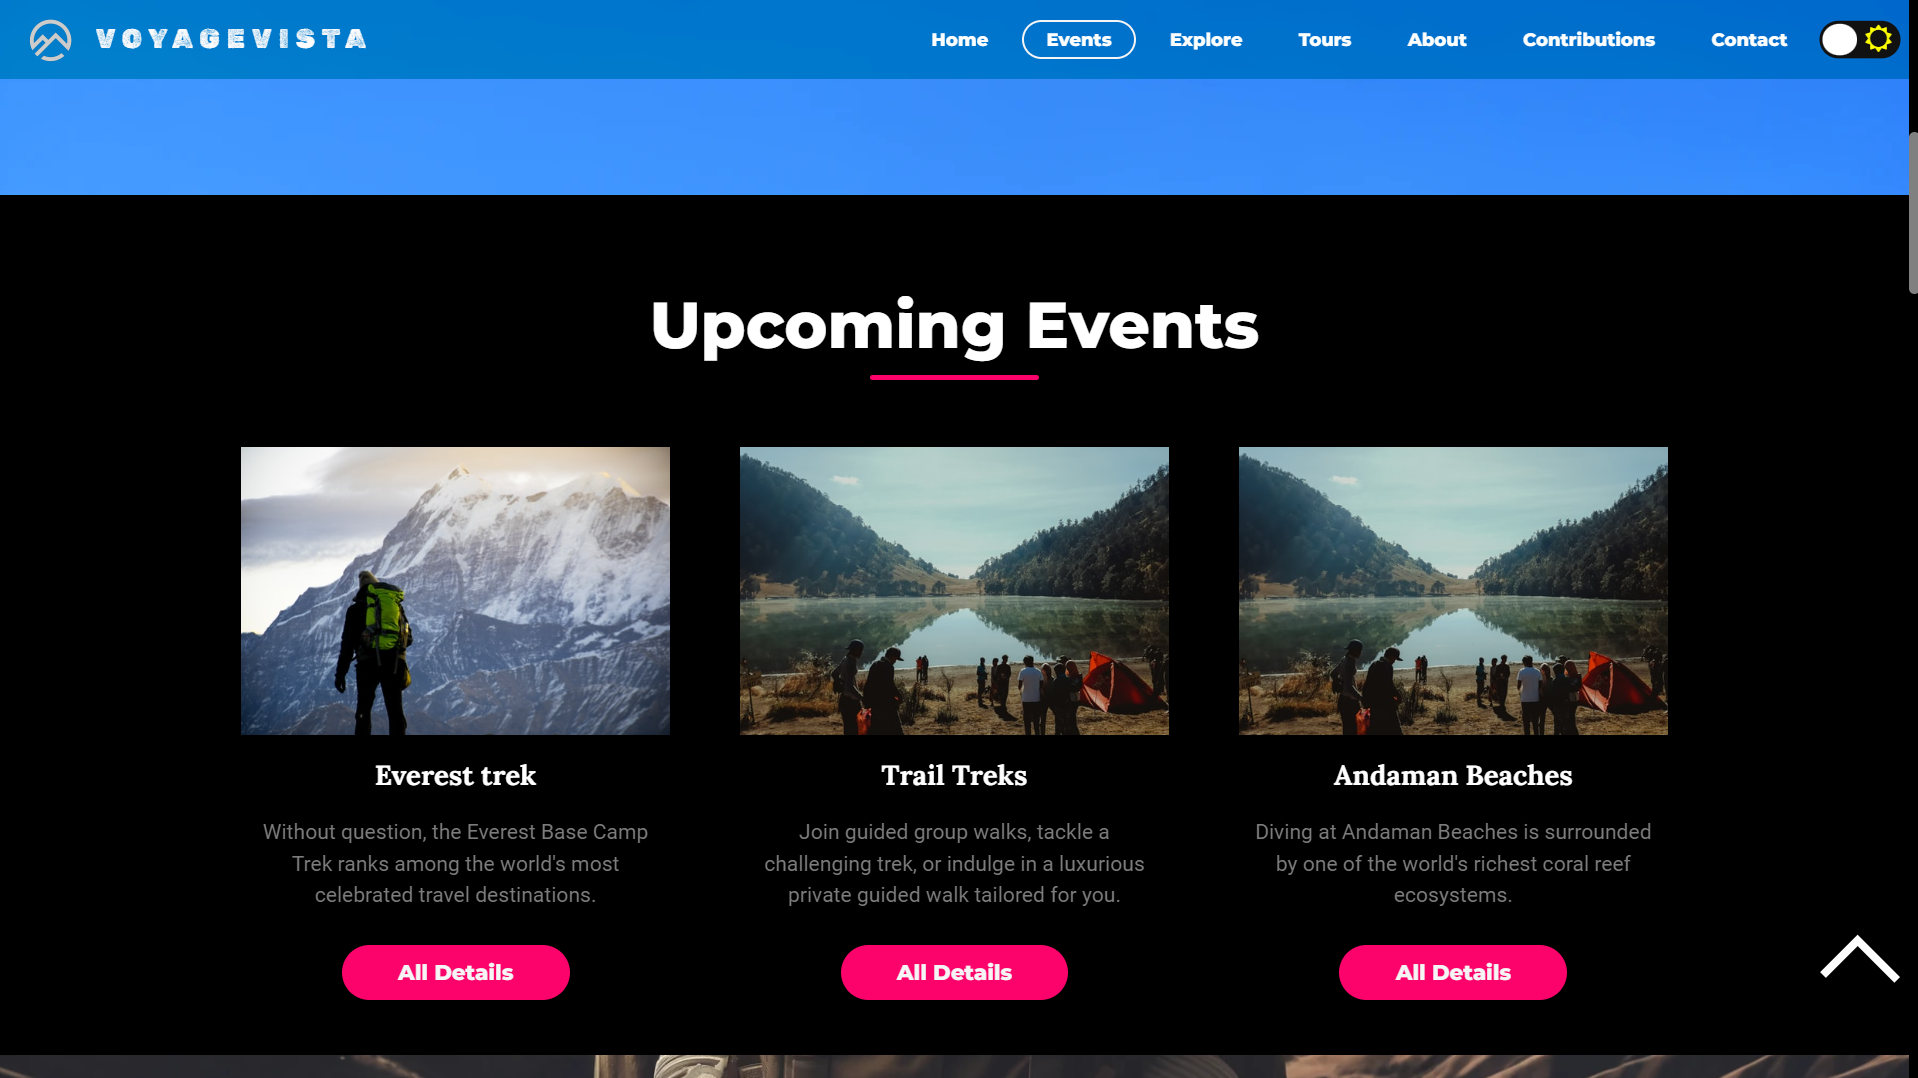 VOYAGEVISTA
Home Events Explore Tours About Contributions Contact
Upcoming Events
Everest trek
Without question, the Everest Base Camp
Trek ranks among the world's most
celebrated travel destinations.
All Details
Trail Treks
Join guided group walks, tackle a
challenging trek, or indulge in a luxurious
private guided walk tailored for you.
All Details
Andaman Beaches
Diving at Andaman Beaches is surrounded
by one of the world's richest coral reef
ecosystems.
All Details